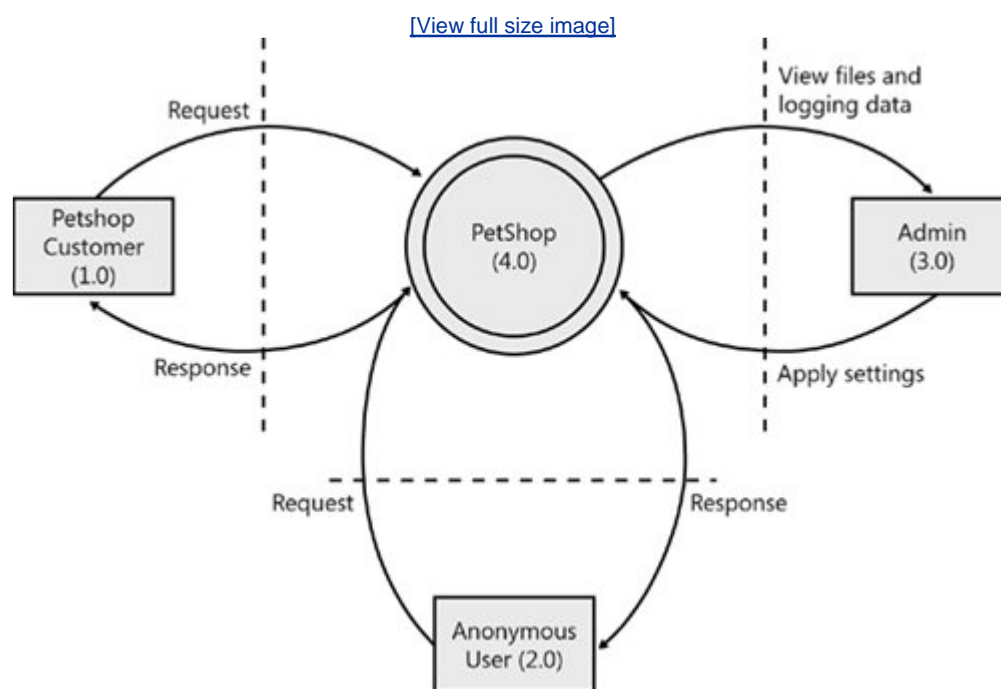 [View full size image]
View files and
logging data
Request
Petshop
Customer
(1.0)
PetShop
(4.0)
Admin
(3.0)
Response
Apply settings
Request
Response
Anonymous
User (2.0)